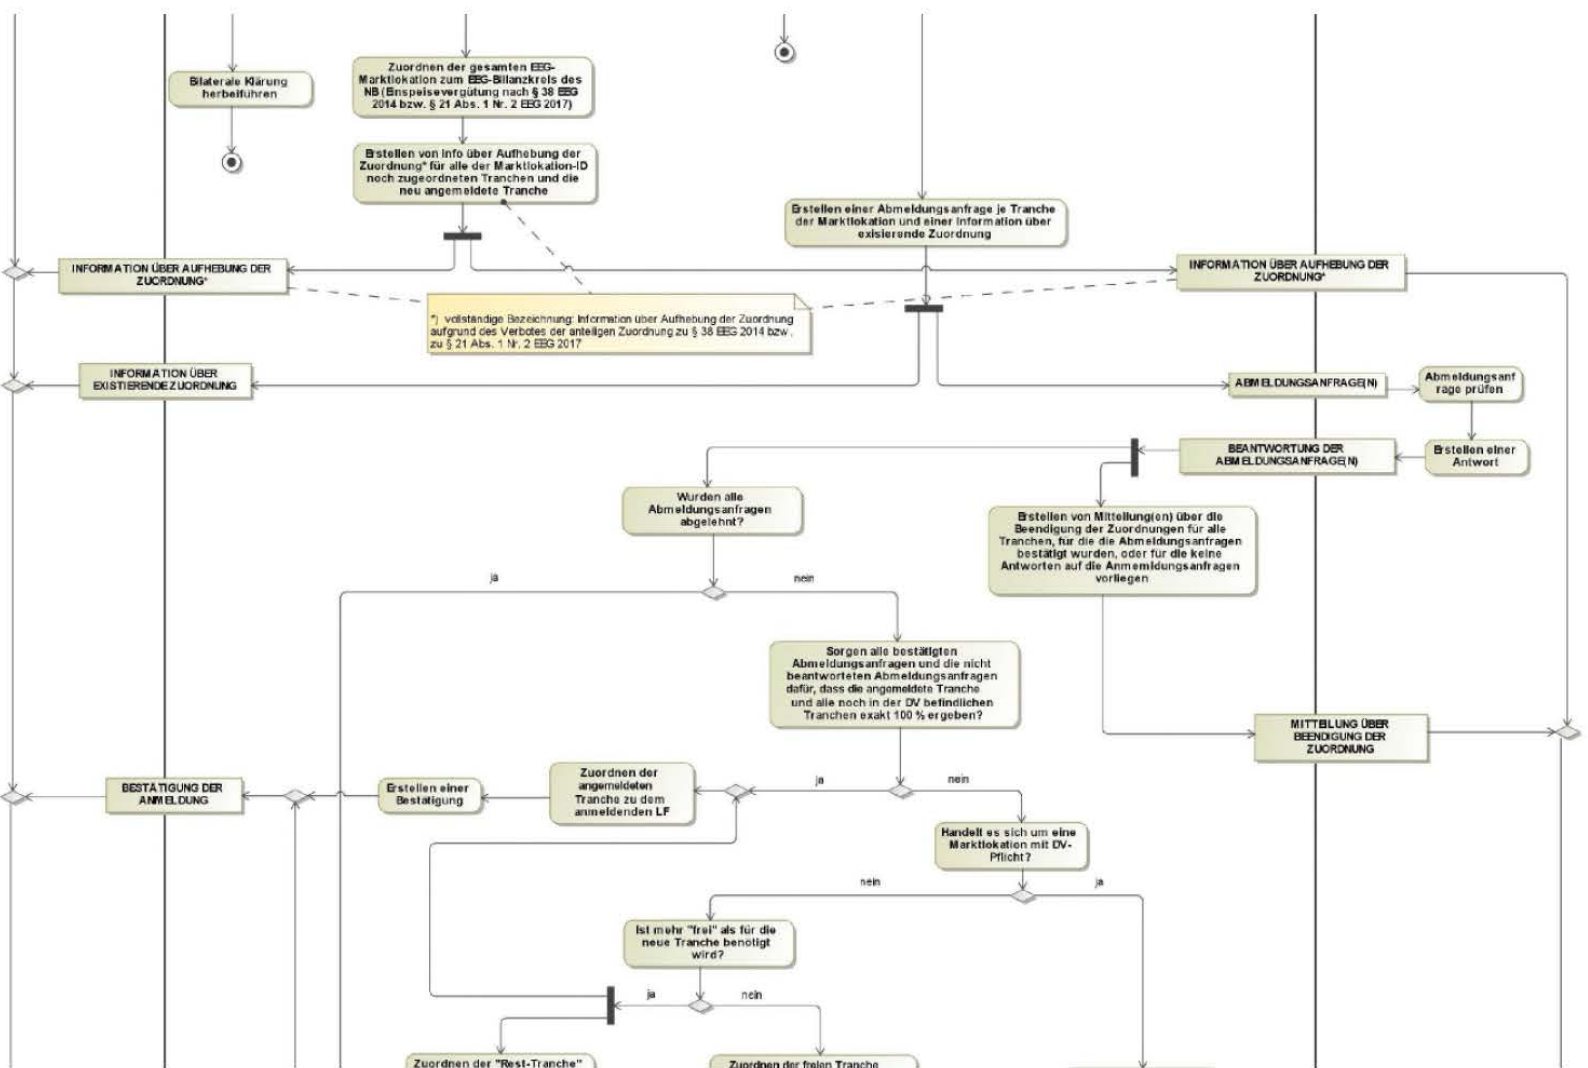 Bilaterale Klärung
herbeiführen
Zuordnen der gesamten EEG-
Marktlokation zum EEG-Bilanzkreis des
NB (Einspeisevergütung nach § 38 EEG
2014 bzw. § 21 Abs. 1 Nr. 2 EEG 2017)
Erstellen von Info über Aufhebung der
Zuordnung* für alle der Marktlokation-ID
noch zugeordneten Tranchen und die
neu angemeldete Tranche
Erstellen einer Abmeldungsanfrage je Tranche
der Marktlokation und einer Information über
exisierende Zuordnung
INFORMATION ÜBER AUFHEBUNG DER
ZUORDNUNG*
INFORMATION ÜBER AUFHEBUNG DER
ZUORDNUNG*
*) vollständige Bezeichnung: Information über Aufhebung der Zuordnung
aufgrund des Verbotes der anteiligen Zuordnung zu § 38 EEG 2014 bzw.
zu § 21 Abs. 1 Nr. 2 EEG 2017
INFORMATION ÜBER
EXISTIERENDE ZUORDNUNG
ABMELDUNGSANFRAGE(N)
Abmeldungsanf
rage prüfen
BEANTWORTUNG DER
ABMELDUNGSANFRAGE(N)
Erstellen einer
Antwort
Wurden alle
Abmeldungsanfragen
abgelehnt?
Erstellen von Mitteilung(en) über die
Beendigung der Zuordnungen für alle
Tranchen, für die die Abmeldungsanfragen
bestätigt wurden, oder für die keine
Antworten auf die Anmemldungsanfragen
vorliegen
ja
nein
Sorgen alle bestätigten
Abmeldungsanfragen und die nicht
beantworteten Abmeldungsanfragen
dafür, dass die angemeldete Tranche
und alle noch in der DV befindlichen
Tranchen exakt 100 % ergeben?
MITTEILUNG ÜBER
BEENDIGUNG DER
ZUORDNUNG
BESTÄTIGUNG DER
ANMELDUNG
Erstellen einer
Bestätigung
Zuordnen der
angemeldeten
Tranche zu dem
anmeldenden LF
ja
nein
Handelt es sich um eine
Marktlokation mit DV-
Pflicht?
nein
ja
Ist mehr "frei" als für die
neue Tranche benötigt
wird?
ja
nein
Zuordnen der "Rest-Tranche"
Zuordnen der freien Tranche